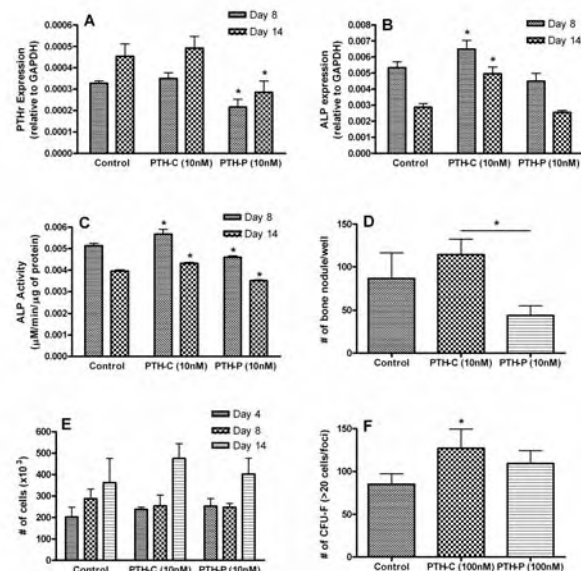 A
Day 8
Day 14
PTHr Expression
(relative to GAPDH)
0.0006
0.0005
0.0004
0.0003
0.0002
0.0001
0.0000
* *
Control PTH-C (10nM) PTH-P (10nM)
B
Day 8
Day 14
ALP expression
(relative to GAPDH)
0.008
0.007
0.006
0.005
0.004
0.003
0.002
0.001
0.000
* *
Control PTH-C (10nM) PTH-P (10nM)
C
Day 8
Day 14
ALP Activity
(µM/min/µg of protein)
0.006
0.005
0.004
0.003
0.002
0.001
0.000
* * * *
Control PTH-C (10nM) PTH-P (10nM)
D
# of bone nodule/well
150
100
50
0
*
Control PTH-C (10nM) PTH-P (10nM)
E
Day 4
Day 8
Day 14
# of cells (x10³)
600
500
400
300
200
100
0
Control PTH-C (10nM) PTH-P (10nM)
F
# of CFU-F (>20 cells/foci)
200
150
100
50
0
*
Control PTH-C (100nM) PTH-P (100nM)